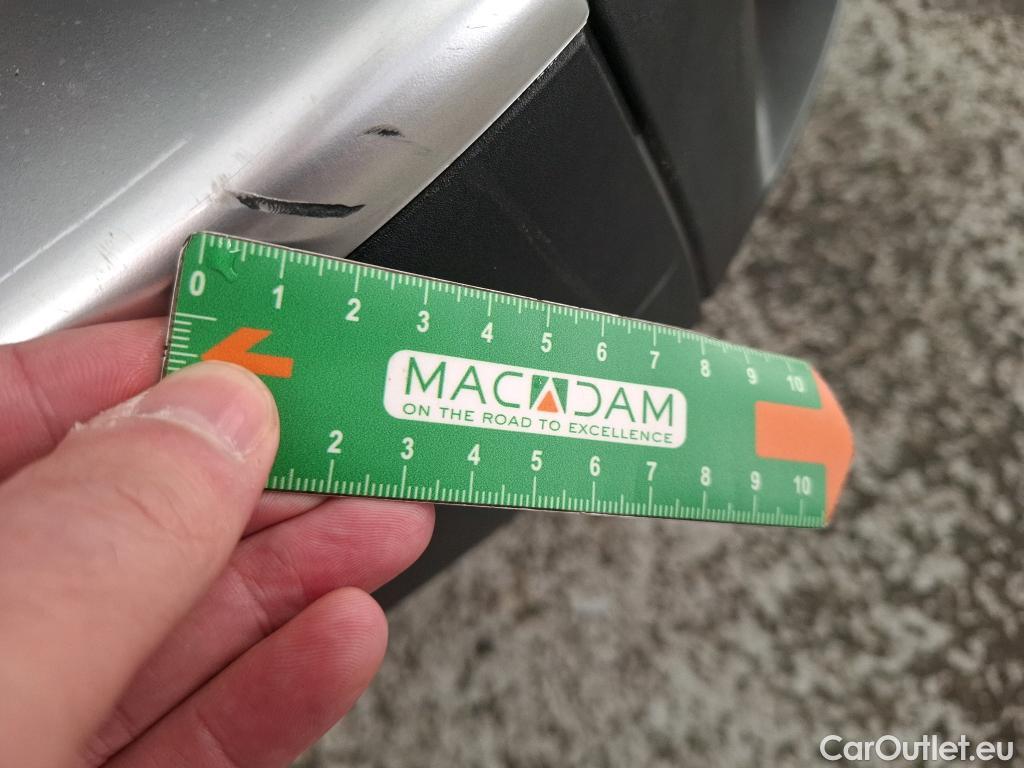 0 1 2 3 4 5 6 7 8 9 10
MACADAM
ON THE ROAD TO EXCELLENCE
2 3 4 5 6 7 8 9 10
CarOutlet.eu